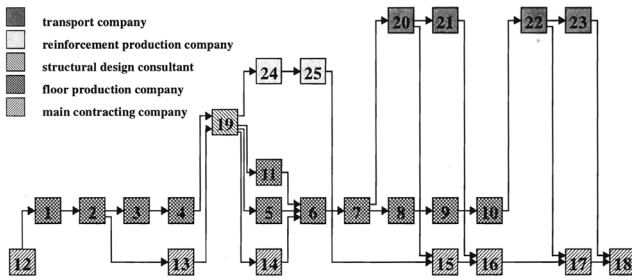 transport company
reinforcement production company
structural design consultant
floor production company
main contracting company
20 21 22 23
24 25
19
11
1 2 3 4 5 6 7 8 9 10
12 13 14 15 16 17 18